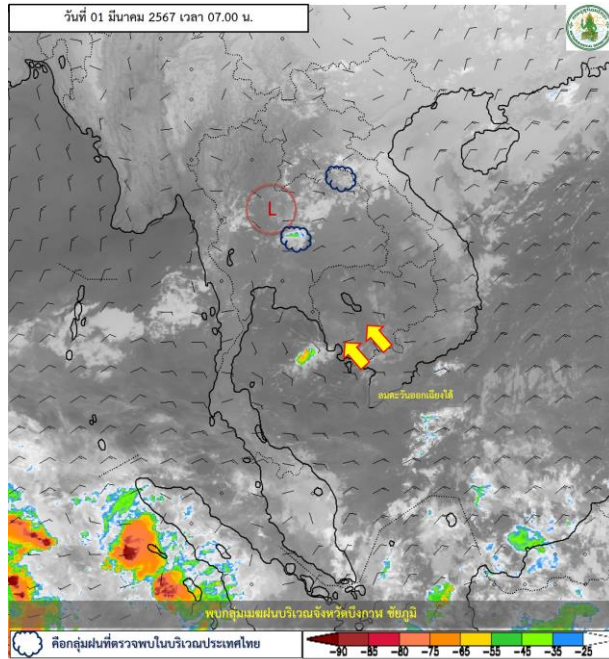 วันที่ 01 มีนาคม 2567 เวลา 07.00 น.
L
ลมตะวันออกเฉียงใต้
พบกลุ่มเมฆฝนบริเวณจังหวัดบึงกาฬ ชัยภูมิ
คือกลุ่มฝนที่ตรวจพบในบริเวณประเทศไทย
-90 -85 -80 -75 -65 -55 -45 -35 -25